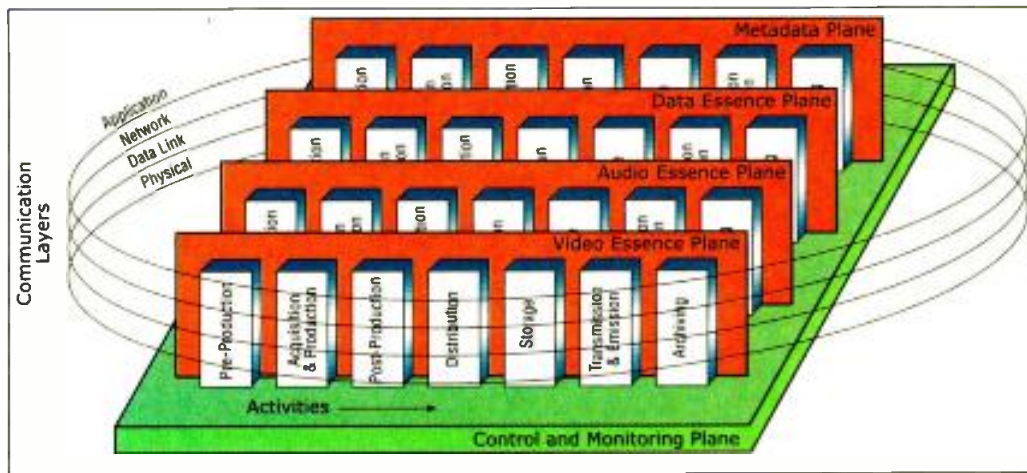 Metadata Plane
Data Essence Plane
Audio Essence Plane
Video Essence Plane
Application
Network
Data Link
Physical
Communication
Layers
Pre-Production
Acquisition
& Production
Post-Production
Distribution
Storage
Transmission
& Emission
Archiving
Activities
Control and Monitoring Plane